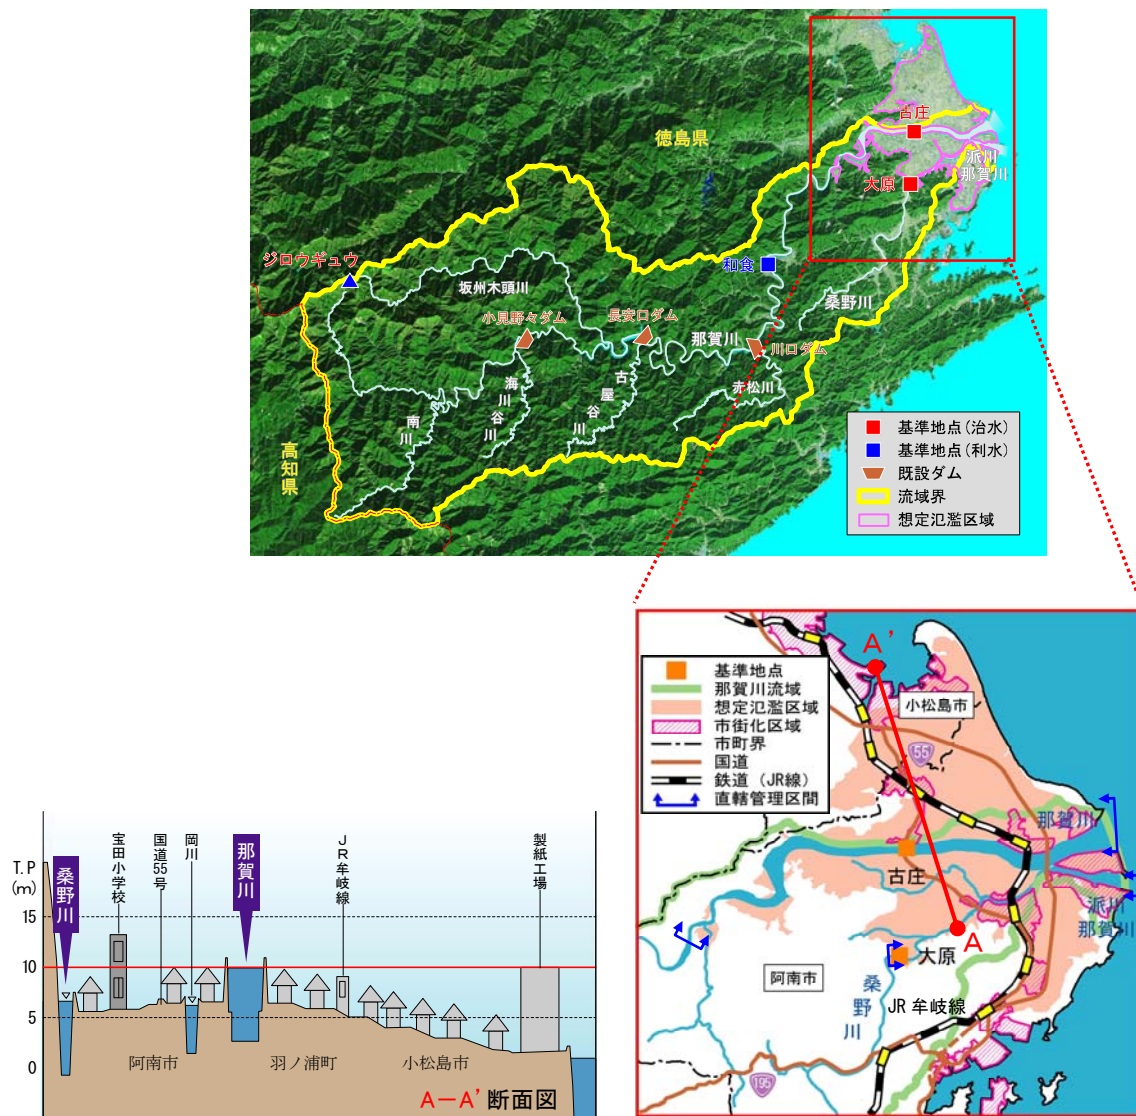 徳島県
古庄
派川
那賀川
大原
ジロウギュウ
和食
坂州木頭川
桑野川
小見野々ダム
長安口ダム
那賀川
川口ダム
海川谷川
古屋谷川
赤松川
南川
高知県
基準地点(治水)
基準地点(利水)
既設ダム
流域界
想定氾濫区域
A'
基準地点
那賀川流域
想定氾濫区域
市街化区域
市町界
国道
鉄道(JR線)
直轄管理区間
小松島市
55
那賀川
古庄
派川
那賀川
A
大原
阿南市
桑野川
JR 牟岐線
195
T.P
(m)
15
10
5
0
桑野川
宝田小学校
国道55号
岡川
那賀川
JR牟岐線
製紙工場
阿南市
羽ノ浦町
小松島市
A-A' 断面図